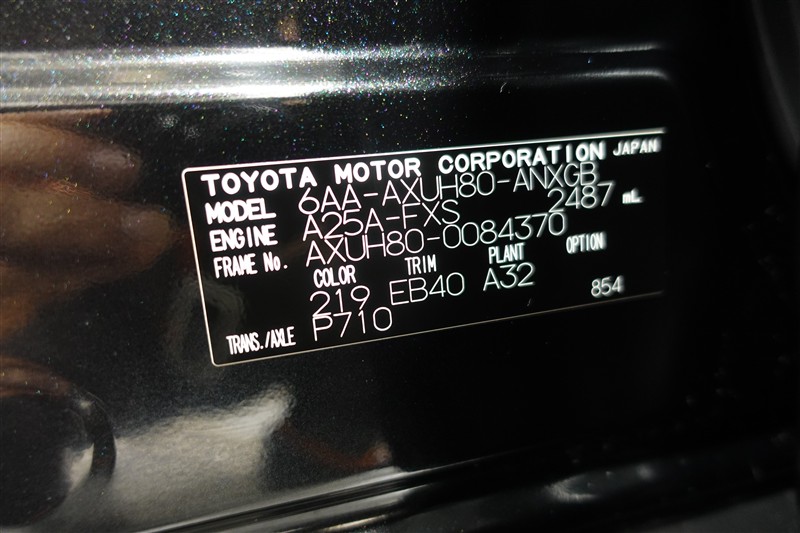 TOYOTA MOTOR CORPORATION JAPAN
MODEL 6AA-AXUH80-ANXGB
ENGINE A25A-FXS 2487 mL
FRAME No. AXUH80-0084370
COLOR TRIM PLANT OPTION
219 EB40 A32
TRANS./AXLE P710 854